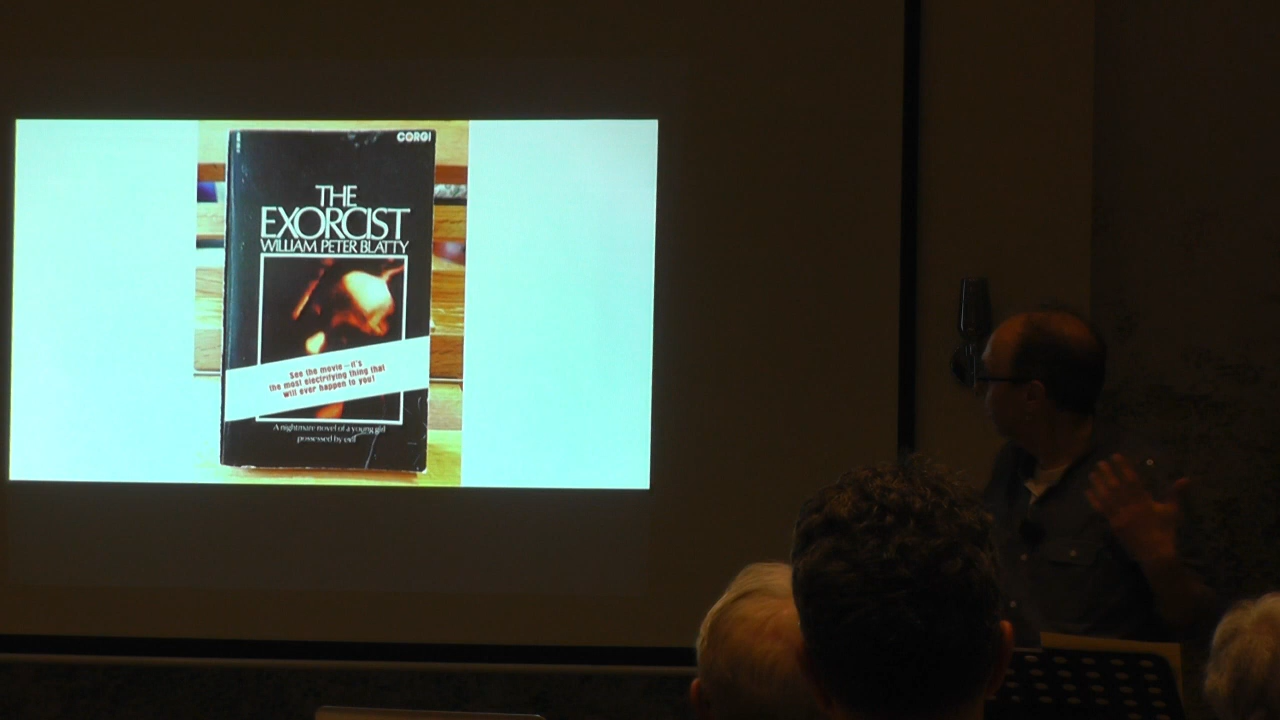 CORGI
THE
EXORCIST
WILLIAM PETER BLATTY
See the movie—it's
the most electrifying thing that
will ever happen to you!
A nightmare novel of a young girl
possessed by evil